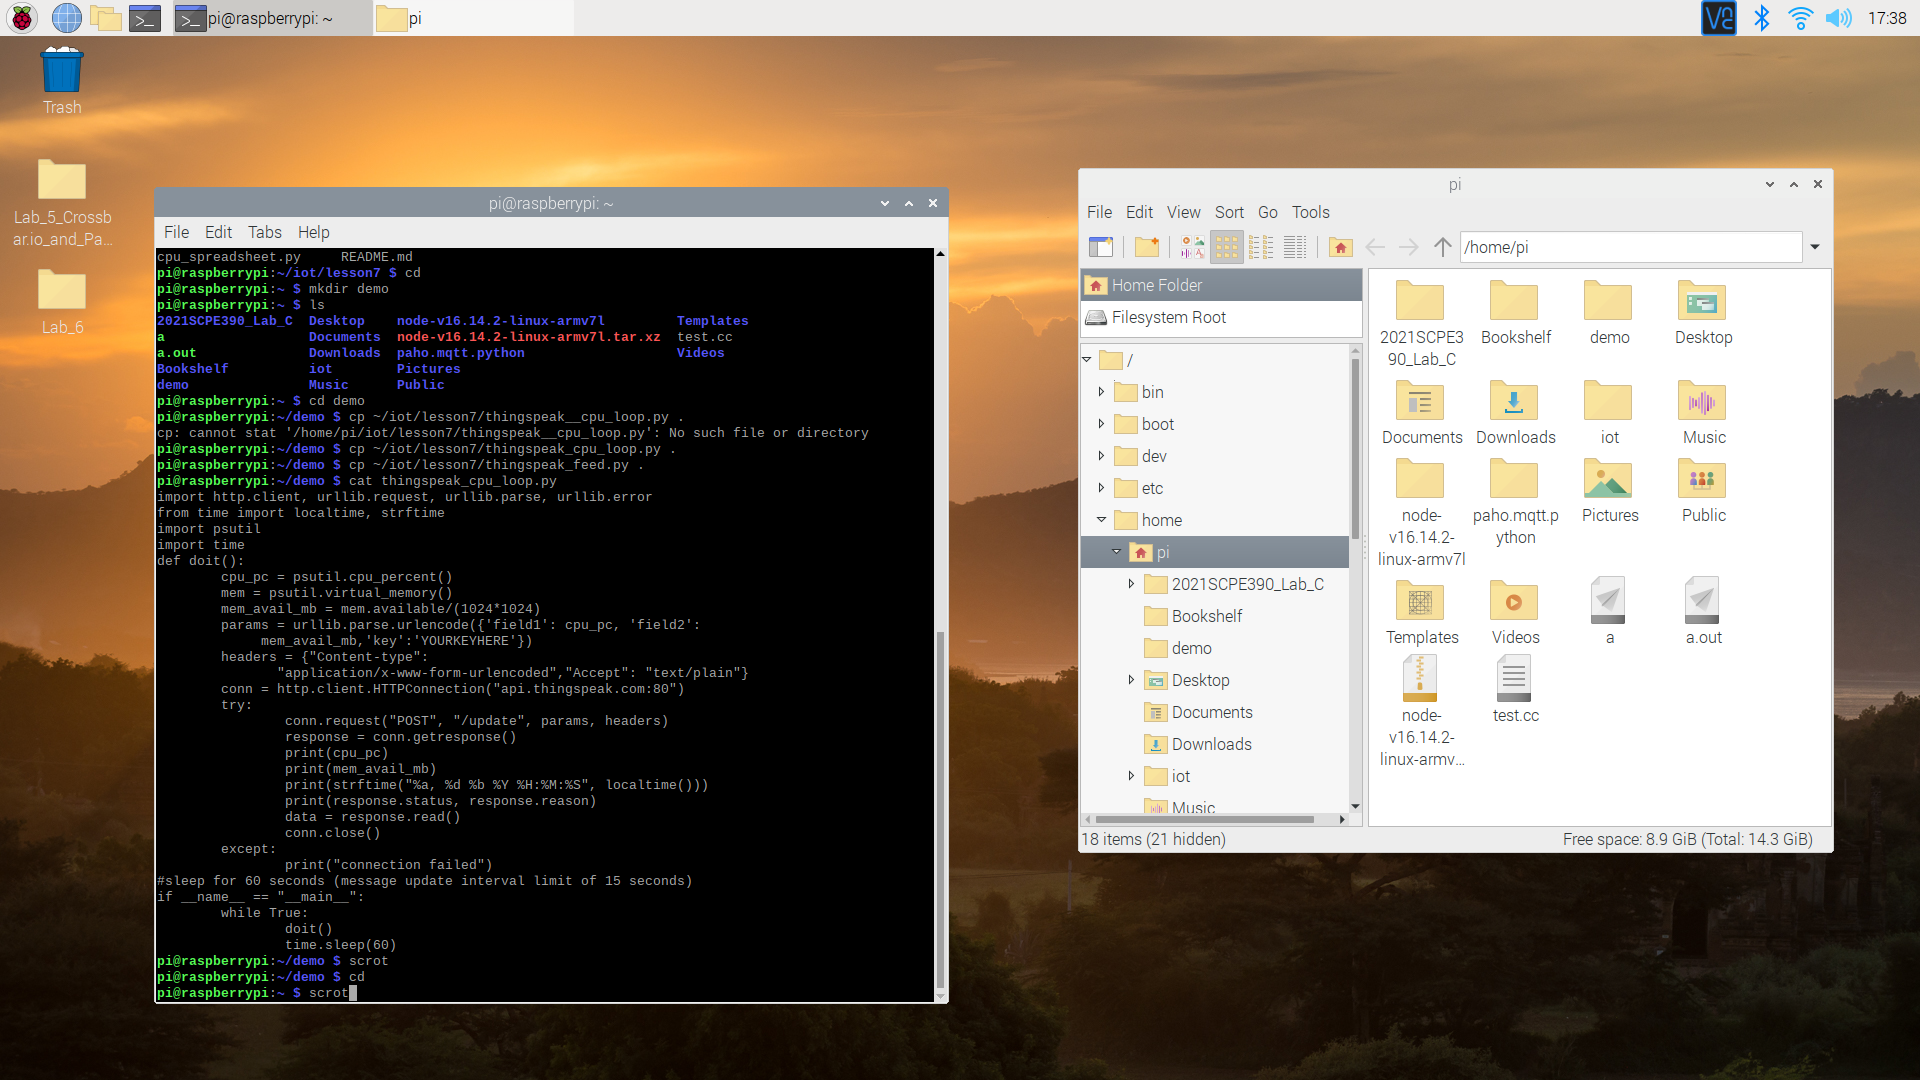 pi@raspberrypi: ~
pi
17:38
Trash
Lab_5_Crossb
ar.io_and_Pa...
Lab_6
pi@raspberrypi: ~
File Edit Tabs Help
cpu_spreadsheet.py     README.md
pi@raspberrypi:~/iot/lesson7 $ cd
pi@raspberrypi:~ $ mkdir demo
pi@raspberrypi:~ $ ls
2021SCPE390_Lab_C  Desktop    node-v16.14.2-linux-armv7l         Templates
a                  Documents  node-v16.14.2-linux-armv7l.tar.xz  test.cc
a.out              Downloads  paho.mqtt.python                   Videos
Bookshelf          iot        Pictures
demo               Music      Public
pi@raspberrypi:~ $ cd demo
pi@raspberrypi:~/demo $ cp ~/iot/lesson7/thingspeak__cpu_loop.py .
cp: cannot stat '/home/pi/iot/lesson7/thingspeak__cpu_loop.py': No such file or directory
pi@raspberrypi:~/demo $ cp ~/iot/lesson7/thingspeak_cpu_loop.py .
pi@raspberrypi:~/demo $ cp ~/iot/lesson7/thingspeak_feed.py .
pi@raspberrypi:~/demo $ cat thingspeak_cpu_loop.py
import http.client, urllib.request, urllib.parse, urllib.error
from time import localtime, strftime
import psutil
import time
def doit():
        cpu_pc = psutil.cpu_percent()
        mem = psutil.virtual_memory()
        mem_avail_mb = mem.available/(1024*1024)
        params = urllib.parse.urlencode({'field1': cpu_pc, 'field2':
             mem_avail_mb,'key':'YOURKEYHERE'})
        headers = {"Content-type":
               "application/x-www-form-urlencoded","Accept": "text/plain"}
        conn = http.client.HTTPConnection("api.thingspeak.com:80")
        try:
                conn.request("POST", "/update", params, headers)
                response = conn.getresponse()
                print(cpu_pc)
                print(mem_avail_mb)
                print(strftime("%a, %d %b %Y %H:%M:%S", localtime()))
                print(response.status, response.reason)
                data = response.read()
                conn.close()
        except:
                print("connection failed")
#sleep for 60 seconds (message update interval limit of 15 seconds)
if __name__ == "__main__":
        while True:
                doit()
                time.sleep(60)
pi@raspberrypi:~/demo $ scrot
pi@raspberrypi:~/demo $ cd
pi@raspberrypi:~ $ scrot
pi
File Edit View Sort Go Tools
/home/pi
Home Folder
Filesystem Root
/
bin
boot
dev
etc
home
pi
2021SCPE390_Lab_C
Bookshelf
demo
Desktop
Documents
Downloads
iot
Music
2021SCPE3
90_Lab_C
Bookshelf
demo
Desktop
Documents
Downloads
iot
Music
node-
v16.14.2-
linux-armv7l
paho.mqtt.p
ython
Pictures
Public
Templates
Videos
a
a.out
node-
v16.14.2-
linux-armv...
test.cc
18 items (21 hidden)
Free space: 8.9 GiB (Total: 14.3 GiB)